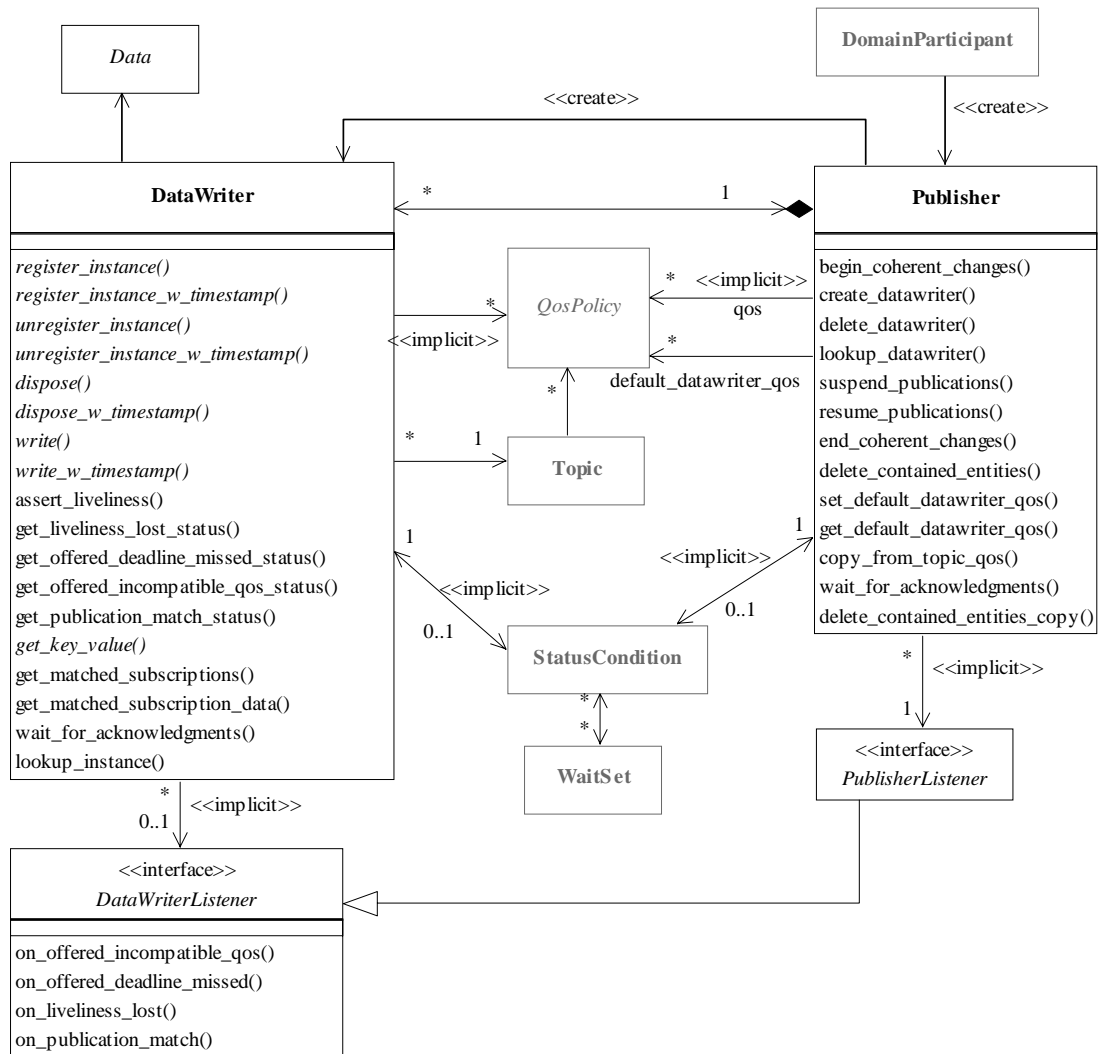 Data
DomainParticipant
<<create>>
<<create>>
DataWriter
*
1
Publisher
register_instance()
register_instance_w_timestamp()
unregister_instance()
unregister_instance_w_timestamp()
dispose()
dispose_w_timestamp()
write()
write_w_timestamp()
assert_liveliness()
get_liveliness_lost_status()
get_offered_deadline_missed_status()
get_offered_incompatible_qos_status()
get_publication_match_status()
get_key_value()
get_matched_subscriptions()
get_matched_subscription_data()
wait_for_acknowledgments()
lookup_instance()
*
<<implicit>>
QosPolicy
*
<<implicit>>
qos
*
default_datawriter_qos
*
*
1
Topic
begin_coherent_changes()
create_datawriter()
delete_datawriter()
lookup_datawriter()
suspend_publications()
resume_publications()
end_coherent_changes()
delete_contained_entities()
set_default_datawriter_qos()
get_default_datawriter_qos()
copy_from_topic_qos()
wait_for_acknowledgments()
delete_contained_entities_copy()
1
<<implicit>>
0..1
1
<<implicit>>
0..1
StatusCondition
*
*
WaitSet
*
<<implicit>>
1
<<interface>>
PublisherListener
*
<<implicit>>
0..1
<<interface>>
DataWriterListener
on_offered_incompatible_qos()
on_offered_deadline_missed()
on_liveliness_lost()
on_publication_match()